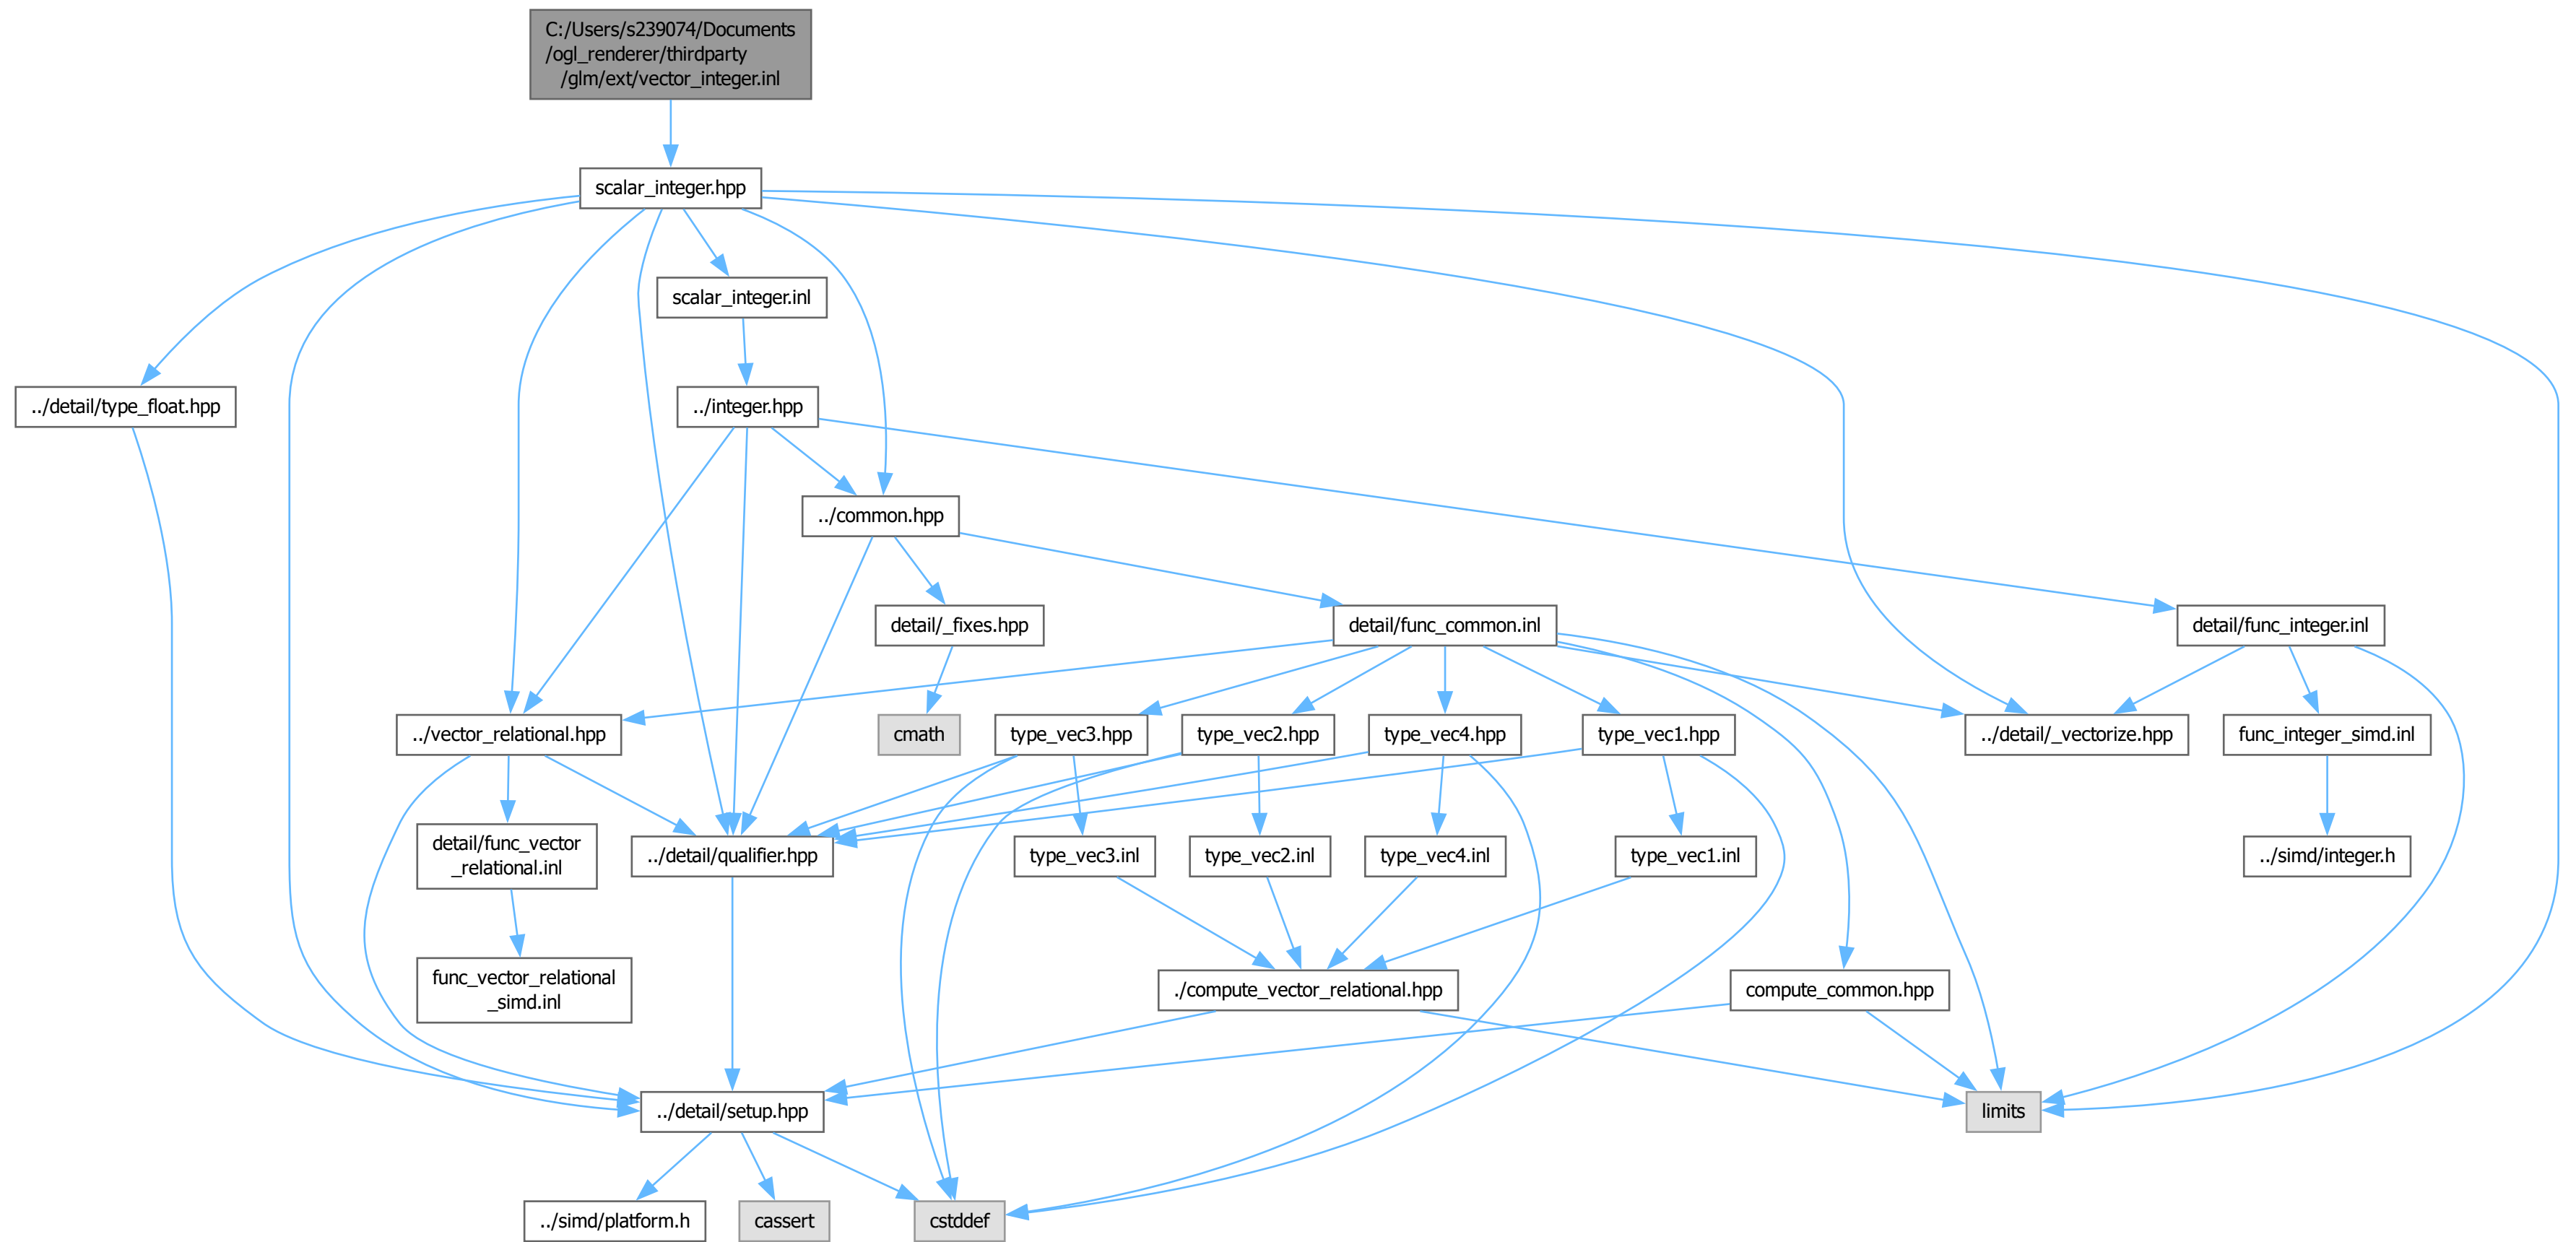 C:/Users/s239074/Documents
/ogl_renderer/thirdparty
/glm/ext/vector_integer.inl
scalar_integer.hpp
scalar_integer.inl
../detail/type_float.hpp
../integer.hpp
../common.hpp
detail/_fixes.hpp
detail/func_common.inl
detail/func_integer.inl
../vector_relational.hpp
cmath
type_vec3.hpp
type_vec2.hpp
type_vec4.hpp
type_vec1.hpp
../detail/_vectorize.hpp
func_integer_simd.inl
detail/func_vector
_relational.inl
../detail/qualifier.hpp
type_vec3.inl
type_vec2.inl
type_vec4.inl
type_vec1.inl
../simd/integer.h
func_vector_relational
_simd.inl
./compute_vector_relational.hpp
compute_common.hpp
../detail/setup.hpp
limits
../simd/platform.h
cassert
cstddef